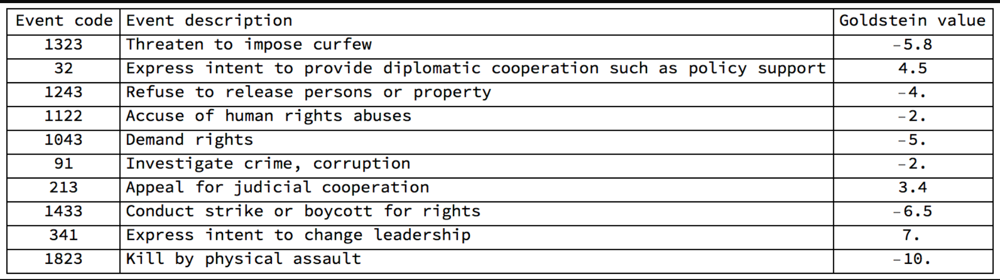 Event code Event description Goldstein value
1323 Threaten to impose curfew -5.8
32 Express intent to provide diplomatic cooperation such as policy support 4.5
1243 Refuse to release persons or property -4.
1122 Accuse of human rights abuses -2.
1043 Demand rights -5.
91 Investigate crime, corruption -2.
213 Appeal for judicial cooperation 3.4
1433 Conduct strike or boycott for rights -6.5
341 Express intent to change leadership 7.
1823 Kill by physical assault -10.